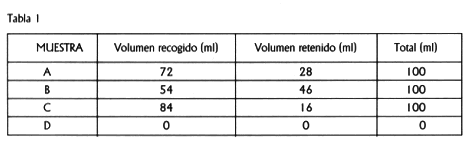 Tabla 1
MUESTRA Volumen recogido (ml) Volumen retenido (ml) Total (ml)
A 72 28 100
B 54 46 100
C 84 16 100
D 0 0 0